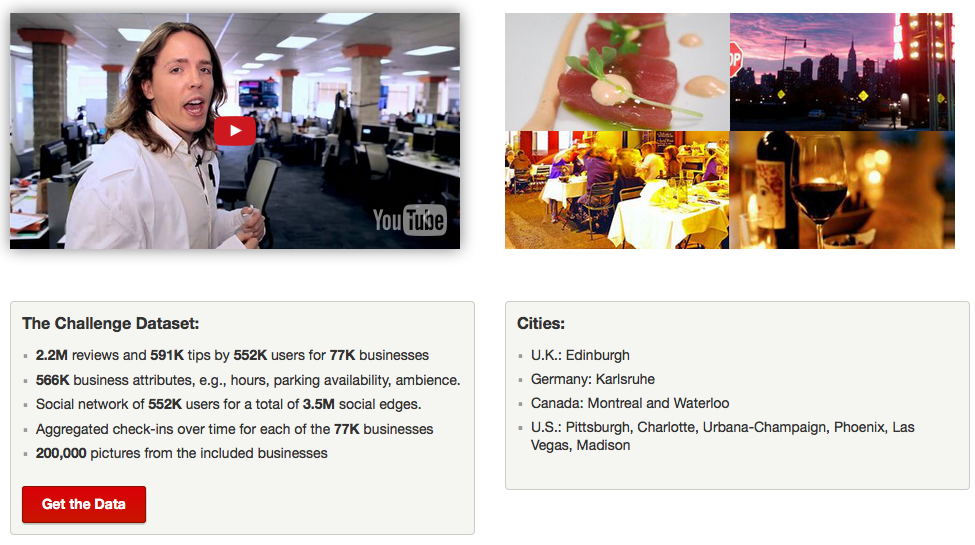 YouTube
OP
The Challenge Dataset:
2.2M reviews and 591K tips by 552K users for 77K businesses
566K business attributes, e.g., hours, parking availability, ambience.
Social network of 552K users for a total of 3.5M social edges.
Aggregated check-ins over time for each of the 77K businesses
200,000 pictures from the included businesses
Get the Data
Cities:
U.K.: Edinburgh
Germany: Karlsruhe
Canada: Montreal and Waterloo
U.S.: Pittsburgh, Charlotte, Urbana-Champaign, Phoenix, Las
Vegas, Madison